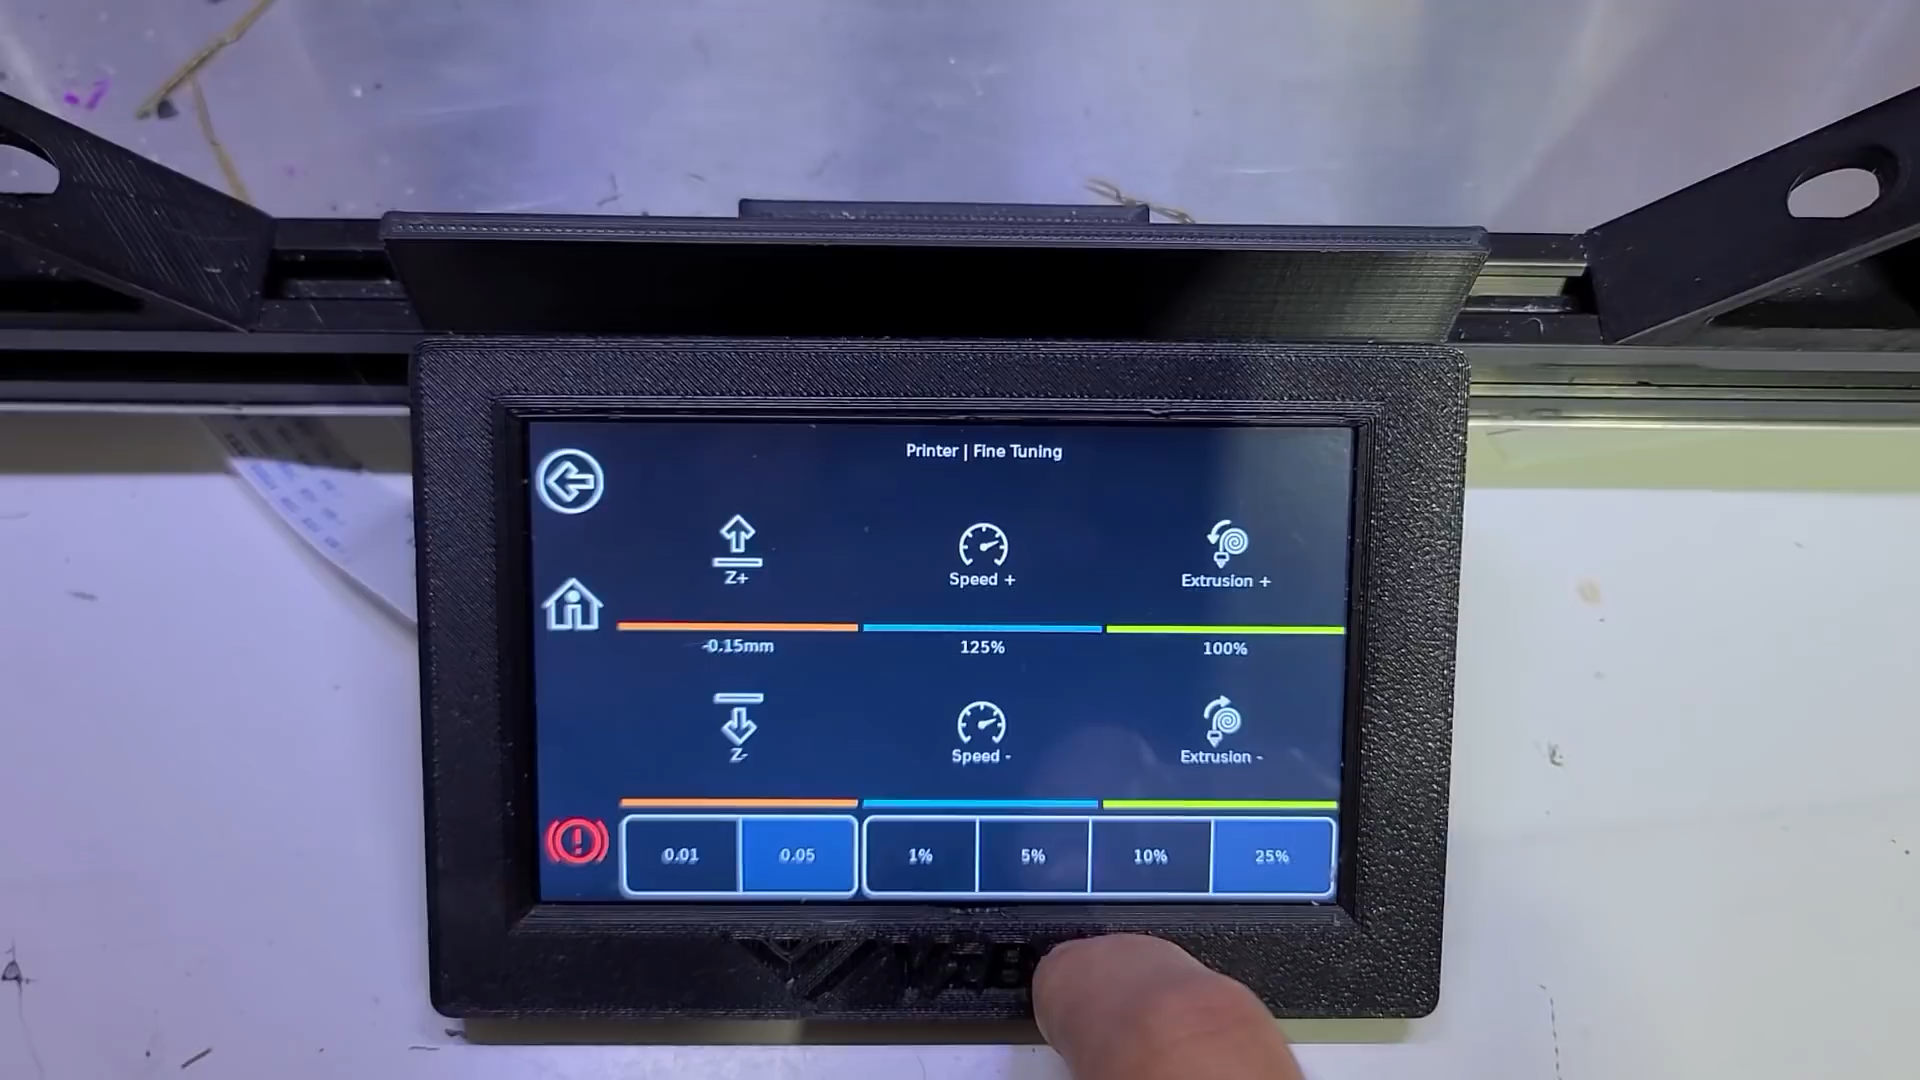 Printer | Fine Tuning
Z+
Speed +
Extrusion +
-0.15mm
125%
100%
Z-
Speed -
Extrusion -
0.01
0.05
1%
5%
10%
25%